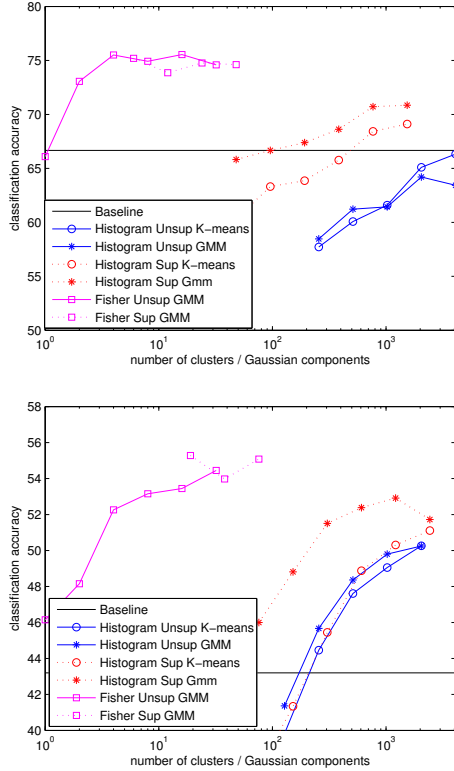 80
75
70
65
60
55
50
classification accuracy
Baseline
Histogram Unsup K−means
Histogram Unsup GMM
Histogram Sup K−means
Histogram Sup Gmm
Fisher Unsup GMM
Fisher Sup GMM
10^0 10^1 10^2 10^3
number of clusters / Gaussian components
58
56
54
52
50
48
46
44
42
40
classification accuracy
Baseline
Histogram Unsup K−means
Histogram Unsup GMM
Histogram Sup K−means
Histogram Sup Gmm
Fisher Unsup GMM
Fisher Sup GMM
10^0 10^1 10^2 10^3
number of clusters / Gaussian components